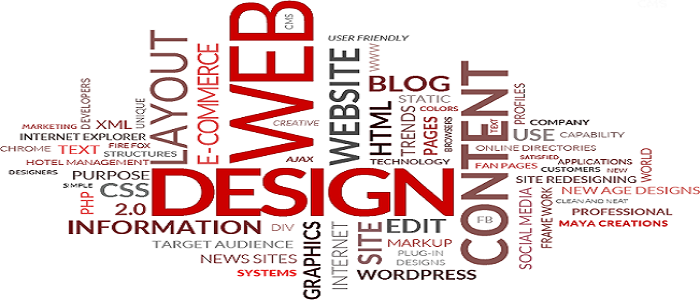 WEB
CMS
USER FRIENDLY
WWW
LAYOUT
E-COMMERCE
WEBSITE
BLOG
STATIC
COLORS
HTML
TRENDS
PAGES
BROWSERS
CONTENT
TEXT
PROFILES
DEVELOPERS
UNIQUE
CREATIVE
MARKETING
XML
INTERNET EXPLORER
FIRE FOX
CHROME
TEXT
STRUCTURES
HOTEL MANAGEMENT
AJAX
TECHNOLOGY
COMPANY
USE
CAPABILITY
ONLINE DIRECTORIES
SATISFIED
FAN PAGES
APPLICATIONS
CUSTOMERS
NEW
WORLD
DESIGNERS
PURPOSE
SIMPLE
CSS
PHP
2.0
DESIGN
SITE REDESIGNING
NEW AGE DESIGNS
CLEAN AND NEAT
PROFESSIONAL
MAYA CREATIONS
FB
SOCIAL MEDIA
FRAME WORK
INFORMATION
DIV
TARGET AUDIENCE
NEWS SITES
SYSTEMS
GRAPHICS
INTERNET
SITE
EDIT
MARKUP
PLUG-IN
DESIGNS
WORDPRESS